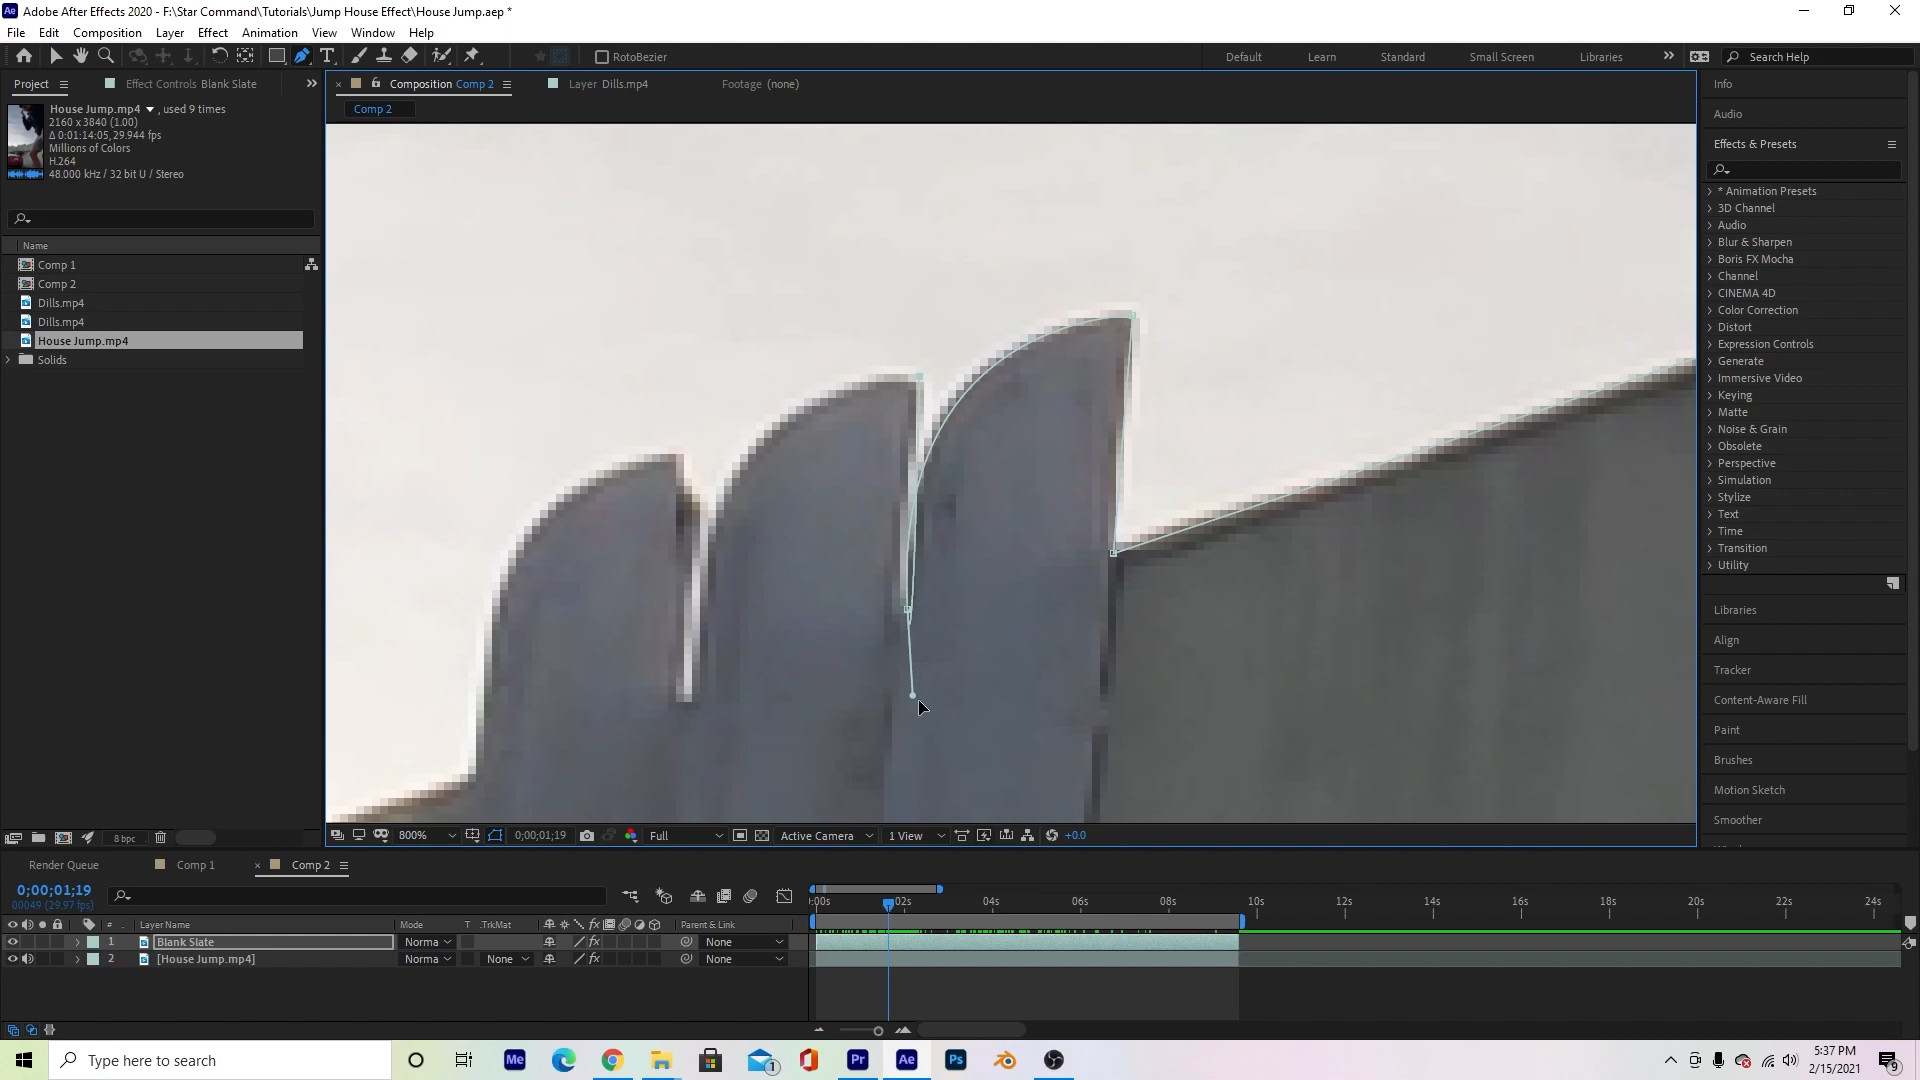 Adobe After Effects 2020 - F:\Star Command\Tutorials\Jump House Effect\House Jump.aep *
File Edit Composition Layer Effect Animation View Window Help
RotoBezier
Default Learn Standard Small Screen Libraries
Search Help
Project
Effect Controls Blank Slate
House Jump.mp4 , used 9 times
2160 x 3840 (1.00)
Δ 0:01:14:05, 29.944 fps
Millions of Colors
H.264
48.000 kHz / 32 bit U / Stereo
Name
Comp 1
Comp 2
Dills.mp4
Dills.mp4
House Jump.mp4
Solids
8 bpc
Composition Comp 2
Layer Dills.mp4
Footage (none)
Comp 2
800%
0;00;01;19
Full
Active Camera
1 View
+0.0
Info
Audio
Effects & Presets
* Animation Presets
3D Channel
Audio
Blur & Sharpen
Boris FX Mocha
Channel
CINEMA 4D
Color Correction
Distort
Expression Controls
Generate
Immersive Video
Keying
Matte
Noise & Grain
Obsolete
Perspective
Simulation
Stylize
Text
Time
Transition
Utility
Libraries
Align
Tracker
Content-Aware Fill
Paint
Brushes
Motion Sketch
Smoother
Render Queue
Comp 1
Comp 2
0;00;01;19
00049 (29.97 fps)
:00s 02s 04s 06s 08s 10s 12s 14s 16s 18s 20s 22s 24s
# . Layer Name Mode T .TrkMat Parent & Link
1 Blank Slate Norma None
2 [House Jump.mp4] Norma None None
Type here to search
5:37 PM
2/15/2021